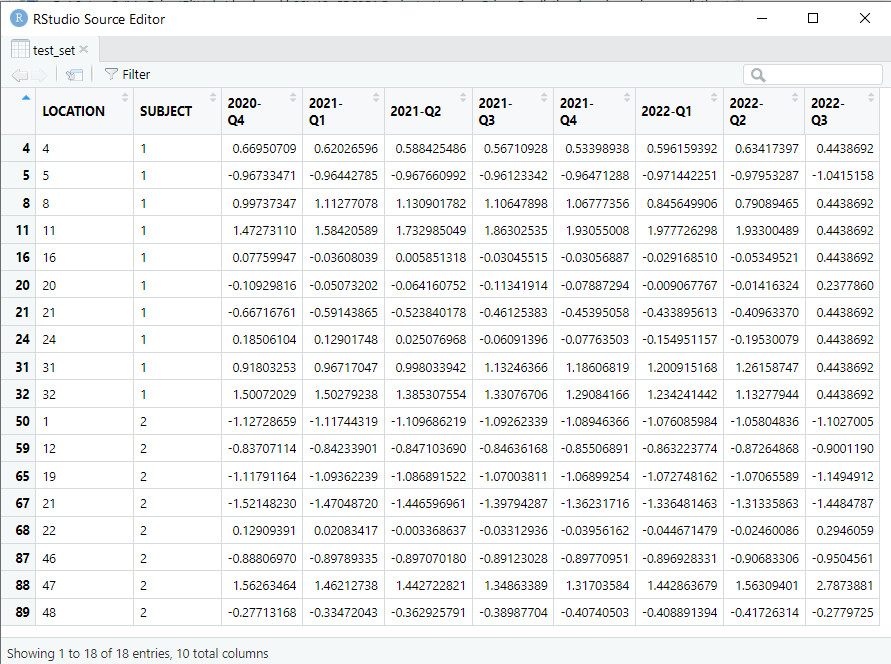 R RStudio Source Editor
test_set
Filter
LOCATION SUBJECT 2020-Q4 2021-Q1 2021-Q2 2021-Q3 2021-Q4 2022-Q1 2022-Q2 2022-Q3
4 4 1 0.66950709 0.62026596 0.588425486 0.56710928 0.53398938 0.596159392 0.63417397 0.4438692
5 5 1 -0.96733471 -0.96442785 -0.967660992 -0.96123342 -0.96471288 -0.971442251 -0.97953287 -1.0415158
8 8 1 0.99737347 1.11277078 1.130901782 1.10647898 1.06777356 0.845649906 0.79089465 0.4438692
11 11 1 1.47273110 1.58420589 1.732985049 1.86302535 1.93055008 1.977726298 1.93300489 0.4438692
16 16 1 0.07759947 -0.03608039 0.005851318 -0.03045515 -0.03056887 -0.029168510 -0.05349521 0.4438692
20 20 1 -0.10929816 -0.05073202 -0.064160752 -0.11341914 -0.07887294 -0.009067767 -0.01416324 0.2377860
21 21 1 -0.66716761 -0.59143865 -0.523840178 -0.46125383 -0.45395058 -0.433895613 -0.40963370 0.4438692
24 24 1 0.18506104 0.12901748 0.025076968 -0.06091396 -0.07763503 -0.154951157 -0.19530079 0.4438692
31 31 1 0.91803253 0.96717047 0.998033942 1.13246366 1.18606819 1.200915168 1.26158747 0.4438692
32 32 1 1.50072029 1.50279238 1.385307554 1.33076706 1.29084166 1.234241442 1.13277944 0.4438692
50 1 2 -1.12728659 -1.11744319 -1.109686219 -1.09262339 -1.08946366 -1.076085984 -1.05804836 -1.1027005
59 12 2 -0.83707114 -0.84233901 -0.847103690 -0.84636168 -0.85506891 -0.863223774 -0.87264868 -0.9001190
65 19 2 -1.11791164 -1.09362239 -1.086891522 -1.07003811 -1.06899254 -1.072748162 -1.07065589 -1.1494912
67 21 2 -1.52148230 -1.47048720 -1.446596961 -1.39794287 -1.36231716 -1.336481463 -1.31335863 -1.4484787
68 22 2 0.12909391 0.02083417 -0.003368637 -0.03312936 -0.03956162 -0.044671479 -0.02460086 0.2946059
87 46 2 -0.88806970 -0.89789335 -0.897070180 -0.89123028 -0.89770951 -0.896928331 -0.90683306 -0.9504561
88 47 2 1.56263464 1.46212738 1.442722821 1.34863389 1.31703584 1.442863679 1.56309401 2.7873881
89 48 2 -0.27713168 -0.33472043 -0.362925791 -0.38987704 -0.40740503 -0.408891394 -0.41726314 -0.2779725
Showing 1 to 18 of 18 entries, 10 total columns